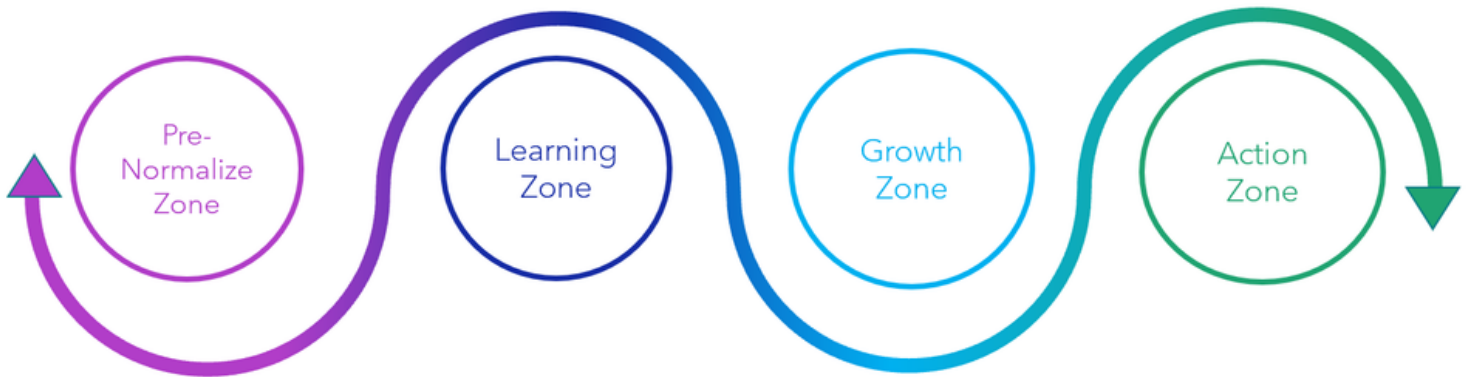 Pre-
Normalize
Zone
Learning
Zone
Growth
Zone
Action
Zone